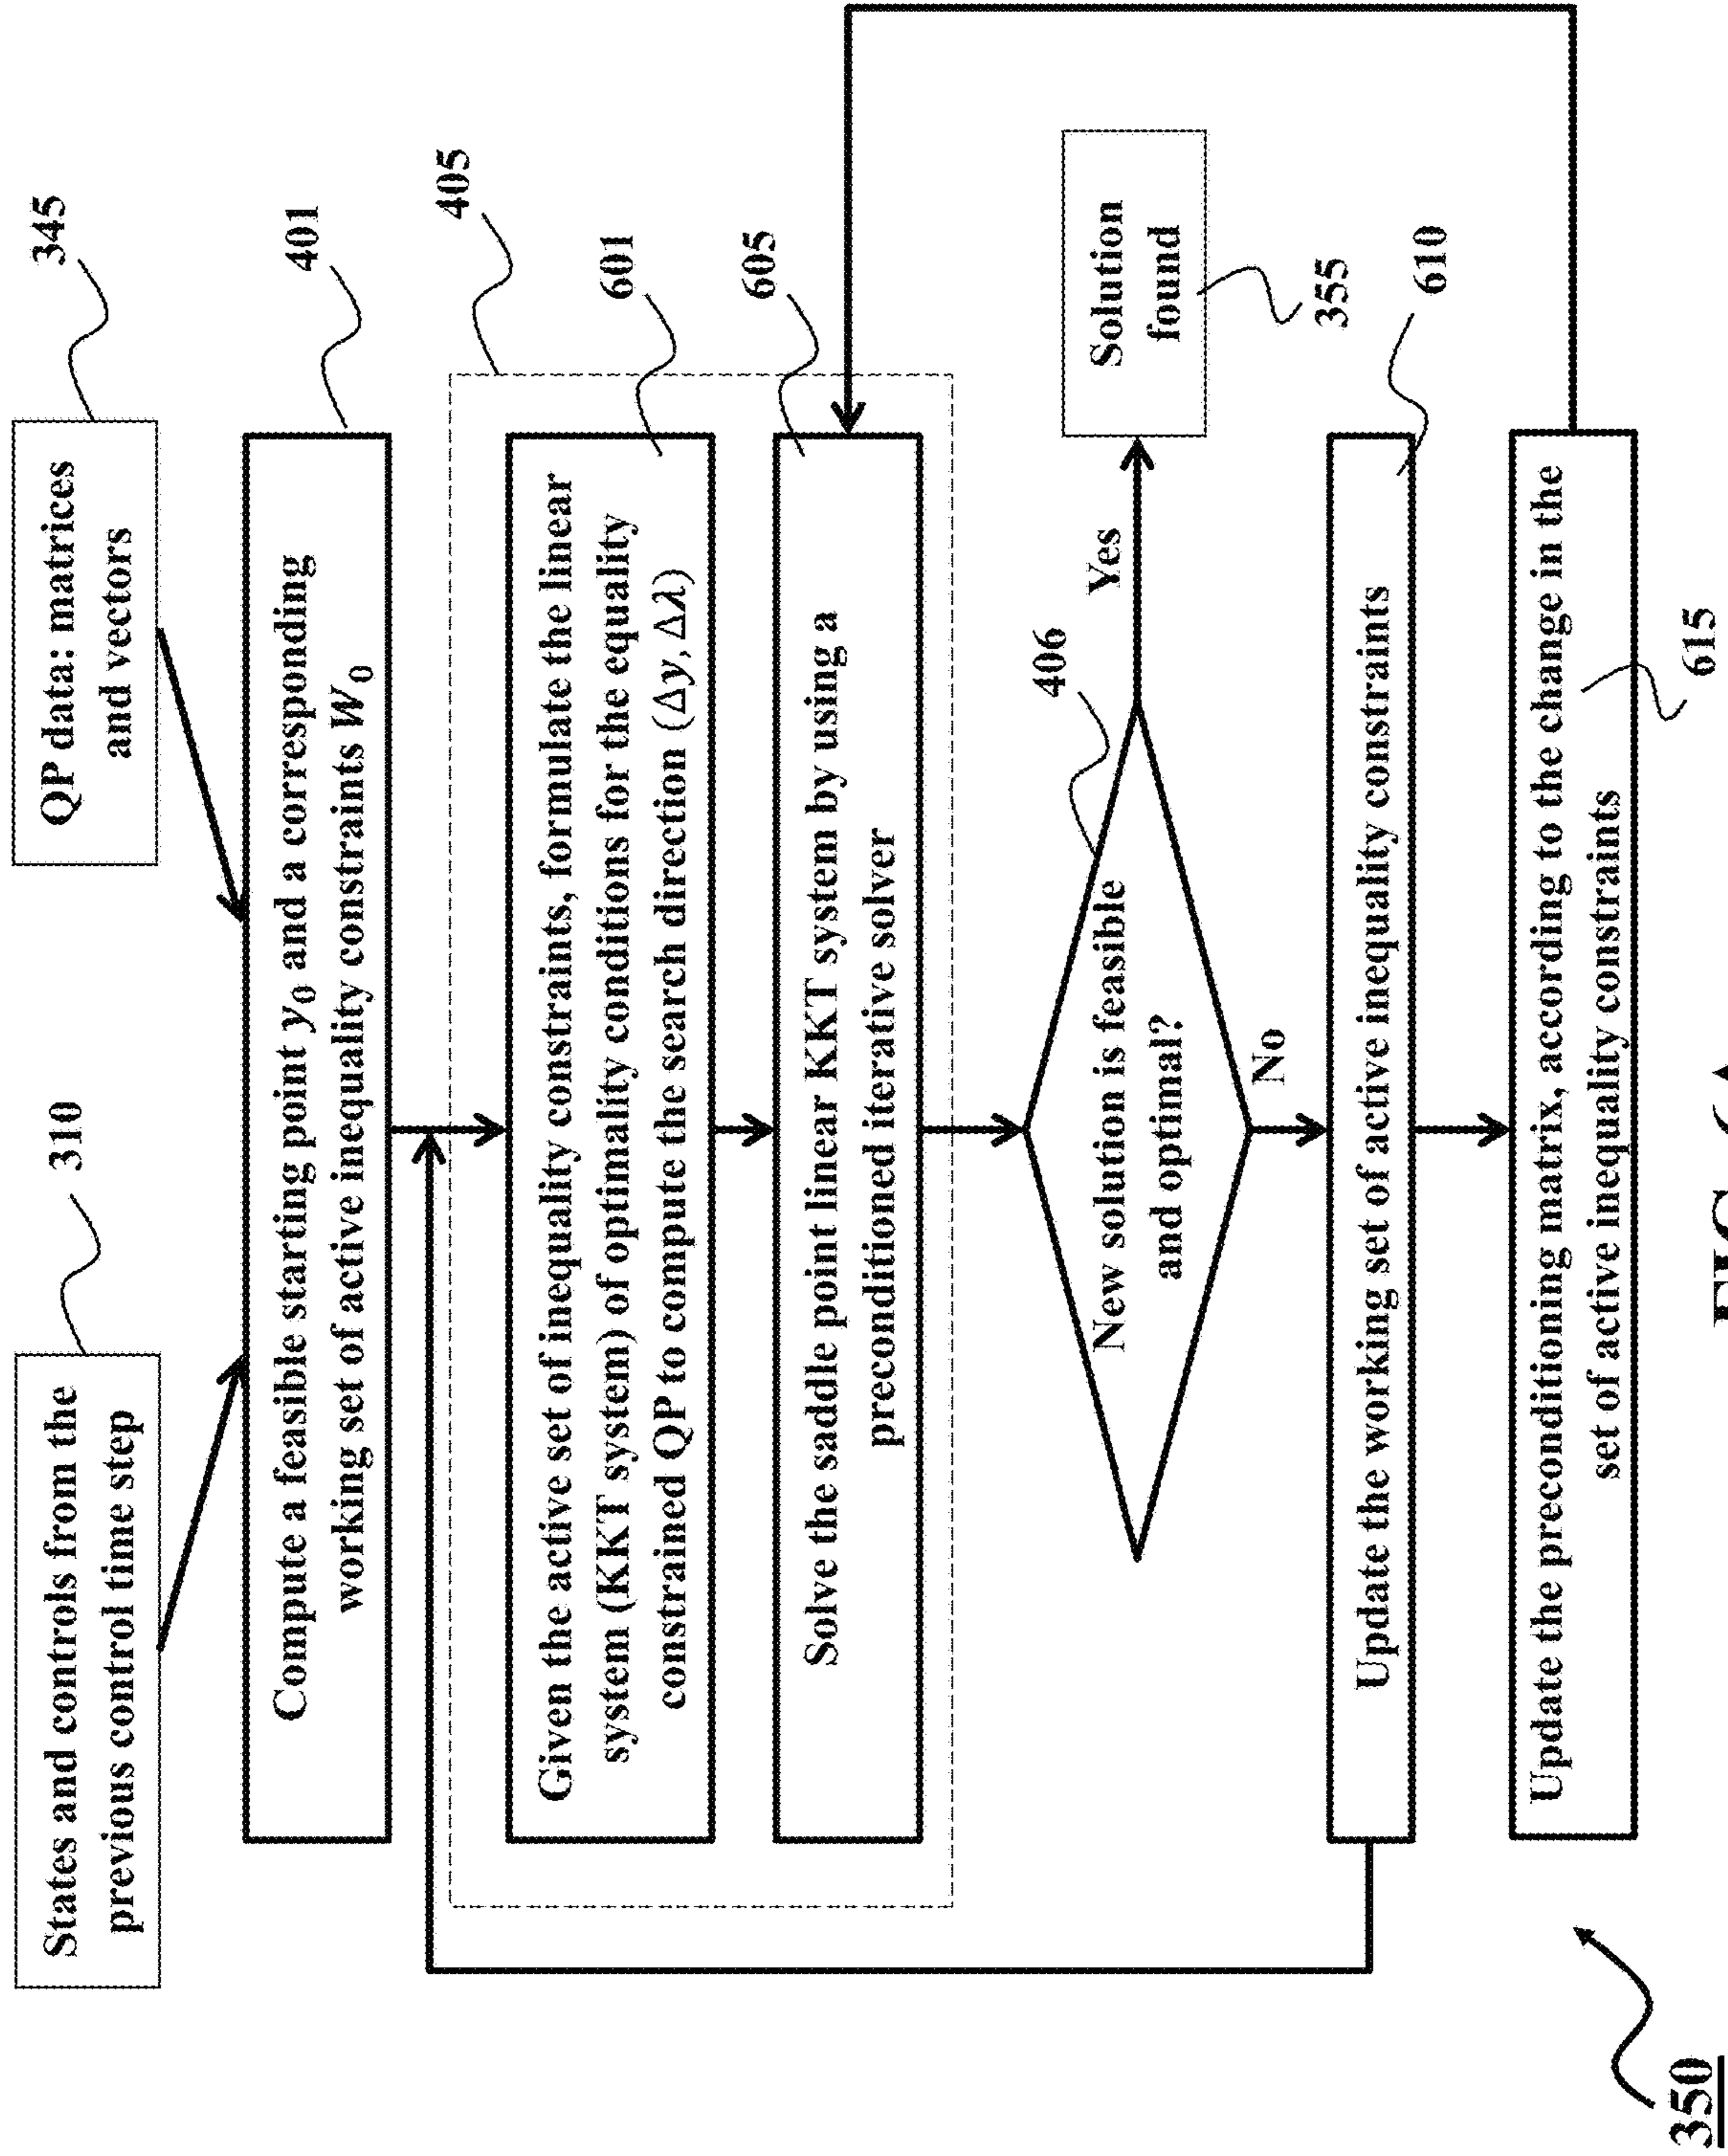 States and controls from the
previous control time step
310
QP data: matrices
and vectors
345
Compute a feasible starting point y0 and a corresponding
working set of active inequality constraints W0
401
405
Given the active set of inequality constraints, formulate the linear
system (KKT system) of optimality conditions for the equality
constrained QP to compute the search direction (Δy, Δλ)
601
Solve the saddle point linear KKT system by using a
preconditioned iterative solver
605
New solution is feasible
and optimal?
406
Yes
Solution
found
355
No
Update the working set of active inequality constraints
610
Update the preconditioning matrix, according to the change in the
set of active inequality constraints
615
350